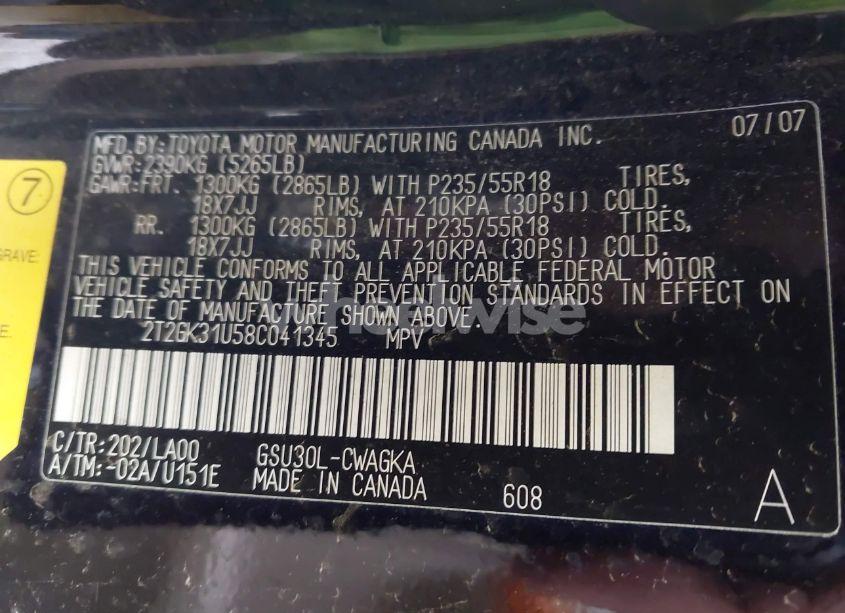 MFD. BY: TOYOTA MOTOR MANUFACTURING CANADA INC. 07/07
GVWR: 2390KG (5265LB)
GAWR: FRT. 1300KG (2865LB) WITH P235/55R18 TIRES,
18X7JJ RIMS, AT 210KPA (30PSI) COLD.
RR. 1300KG (2865LB) WITH P235/55R18 TIRES,
18X7JJ RIMS, AT 210KPA (30PSI) COLD.
THIS VEHICLE CONFORMS TO ALL APPLICABLE FEDERAL MOTOR
VEHICLE SAFETY AND THEFT PREVENTION STANDARDS IN EFFECT ON
THE DATE OF MANUFACTURE SHOWN ABOVE.
2T2GK31U58C041345 MPV
C/TR: 202/LA00 GSU30L-CWAGKA
A/TM: -02A/U151E MADE IN CANADA 608 A
7